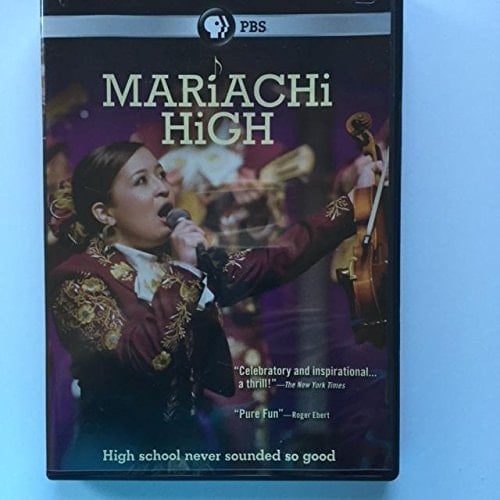 PBS
MARiACHi
HiGH
“Celebratory and inspirational...
a thrill!”—The New York Times
“Pure Fun”—Roger Ebert
High school never sounded so good